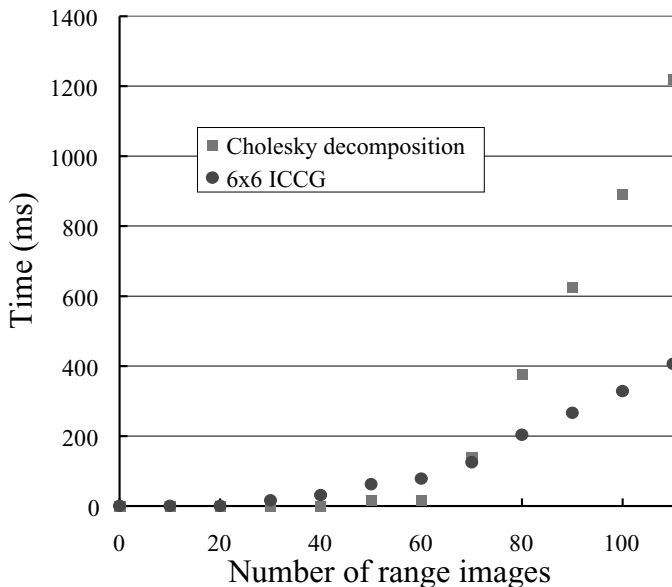 1400
1200
1000
800
600
400
200
0
Time (ms)
Cholesky decomposition
6x6 ICCG
0 20 40 60 80 100
Number of range images